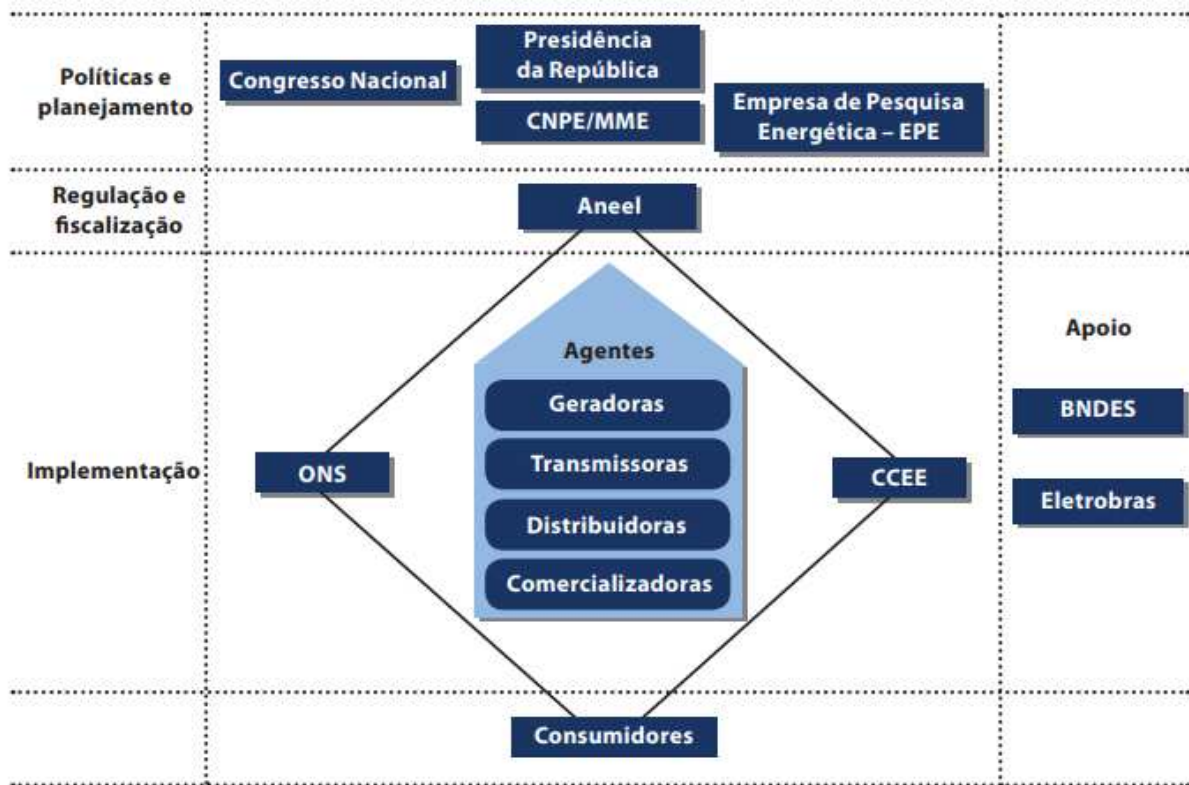 Políticas e
planejamento
Congresso Nacional
Presidência
da República
CNPE/MME
Empresa de Pesquisa
Energética – EPE
Regulação e
fiscalização
Aneel
Implementação
ONS
Agentes
Geradoras
Transmissoras
Distribuidoras
Comercializadoras
CCEE
Apoio
BNDES
Eletrobras
Consumidores